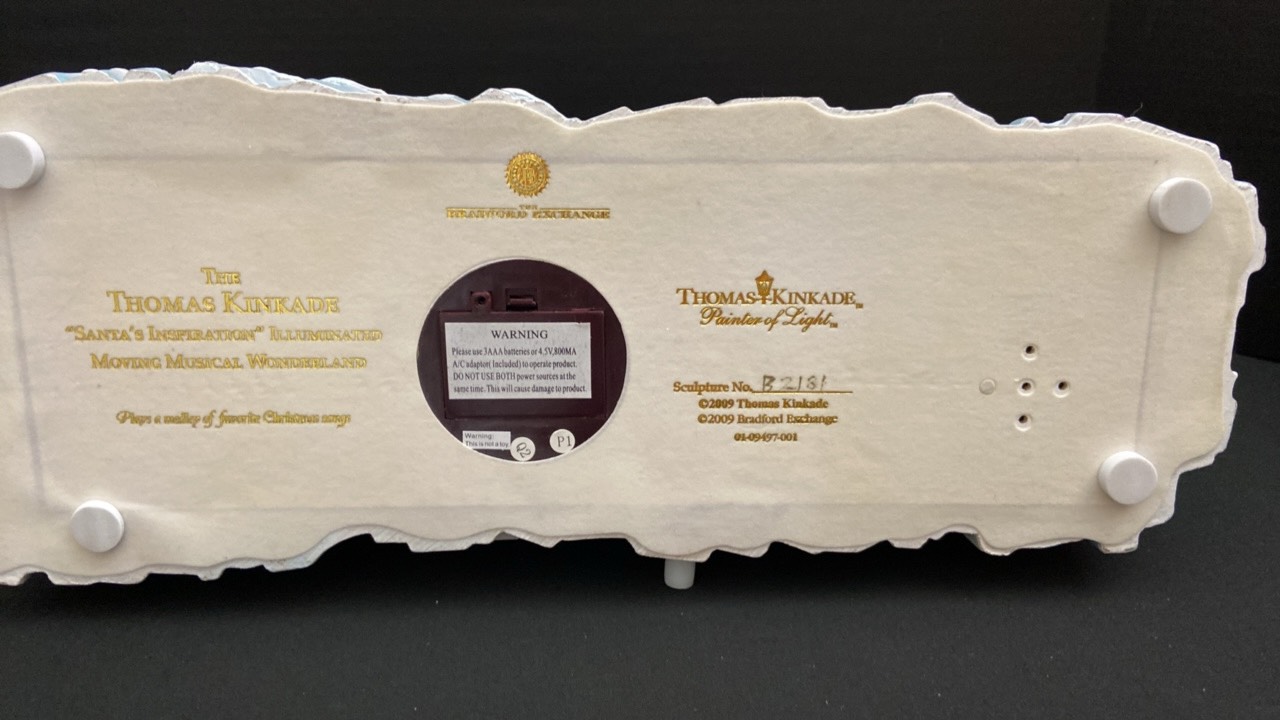 THE
BRADFORD EXCHANGE
THE
THOMAS KINKADE
"SANTA'S INSPIRATION" ILLUMINATED
MOVING MUSICAL WONDERLAND
Plays a medley of favorite Christmas songs
WARNING
Please use 3AAA batteries or 4.5V,800MA
A/C adaptor( Included) to operate product.
DO NOT USE BOTH power sources at the
same time. This will cause damage to product.
Warning:
This is not a toy
P1
THOMAS KINKADE™
Painter of Light™
Sculpture No. B2181
©2009 Thomas Kinkade
©2009 Bradford Exchange
01-09497-001